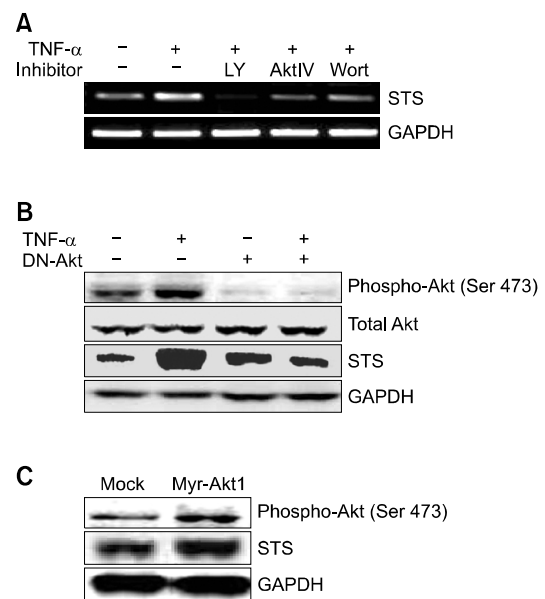 A
TNF-α – + + + +
Inhibitor – – LY AktIV Wort
STS
GAPDH
B
TNF-α – + – +
DN-Akt – – + +
Phospho-Akt (Ser 473)
Total Akt
STS
GAPDH
C
Mock Myr-Akt1
Phospho-Akt (Ser 473)
STS
GAPDH